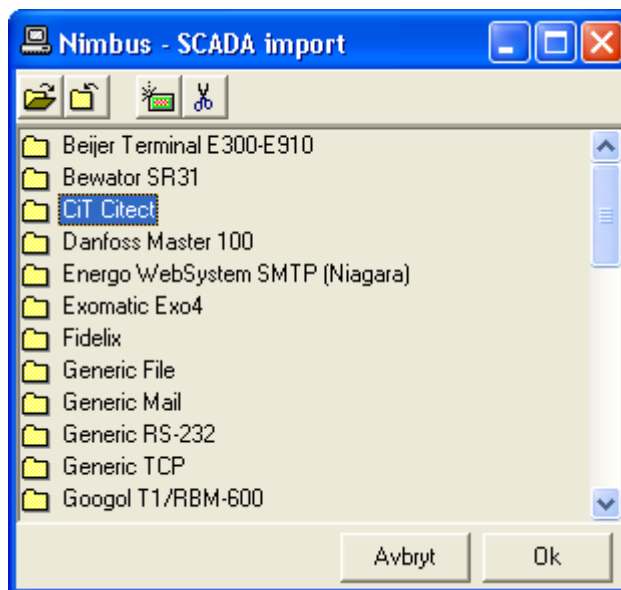 Nimbus - SCADA import
Beijer Terminal E300-E910
Bewator SR31
CiT Citect
Danfoss Master 100
Energo WebSystem SMTP (Niagara)
Exomatic Exo4
Fidelix
Generic File
Generic Mail
Generic RS-232
Generic TCP
Googol T1/RBM-600
Avbryt Ok